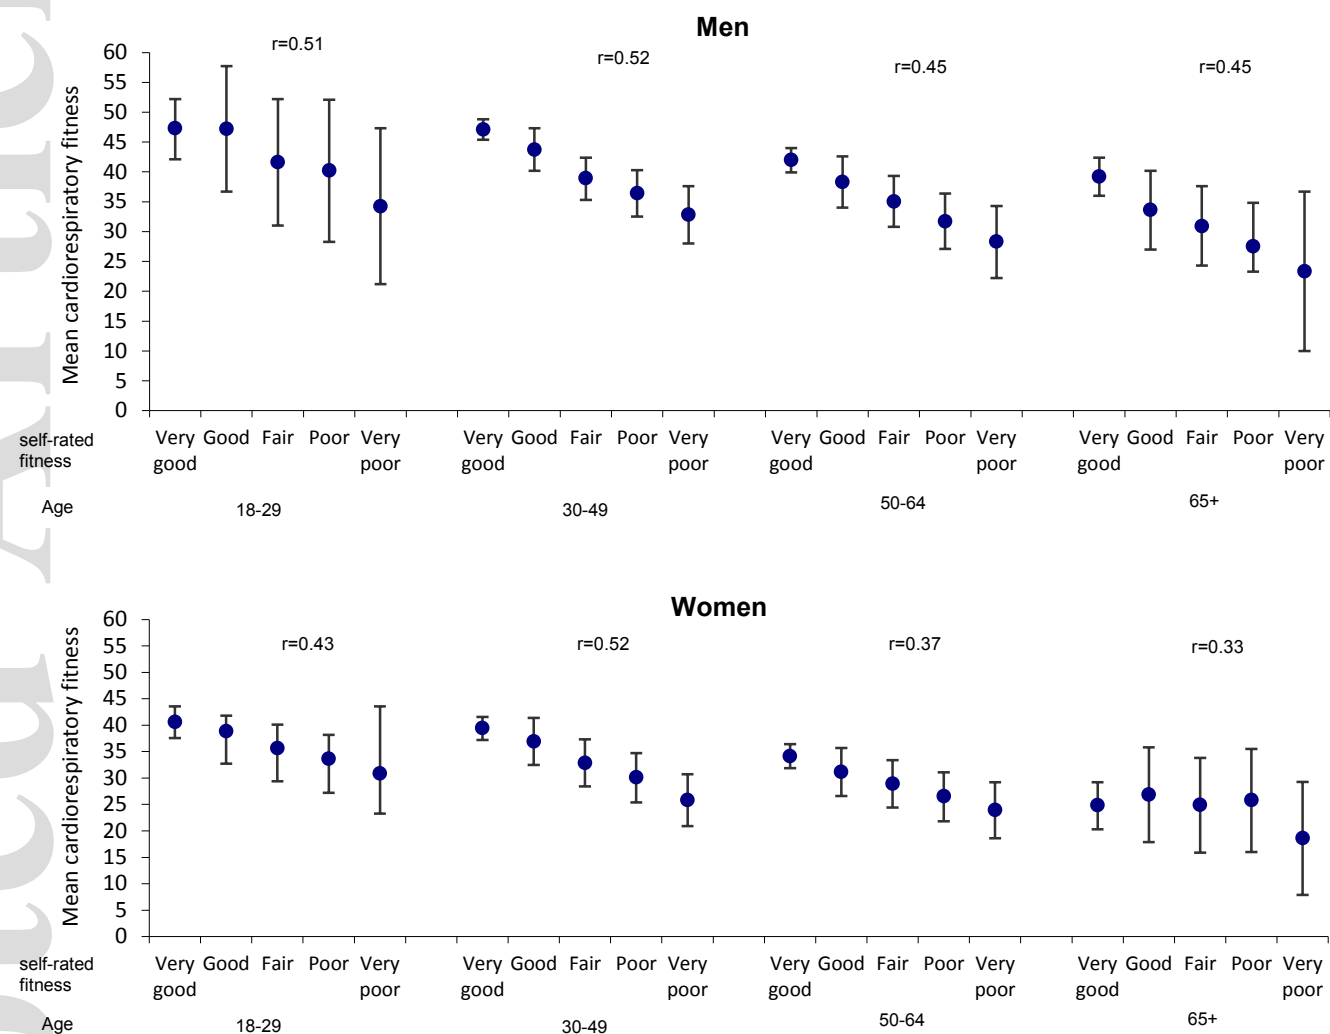 Men
r=0.51
r=0.52
r=0.45
r=0.45
Mean cardiorespiratory fitness
60
55
50
45
40
35
30
25
20
15
10
5
0
self-rated fitness
Very good Good Fair Poor Very poor
Very good Good Fair Poor Very poor
Very good Good Fair Poor Very poor
Very good Good Fair Poor Very poor
Age
18-29
30-49
50-64
65+
Women
r=0.43
r=0.52
r=0.37
r=0.33
Mean cardiorespiratory fitness
60
55
50
45
40
35
30
25
20
15
10
5
0
self-rated fitness
Very good Good Fair Poor Very poor
Very good Good Fair Poor Very poor
Very good Good Fair Poor Very poor
Very good Good Fair Poor Very poor
Age
18-29
30-49
50-64
65+